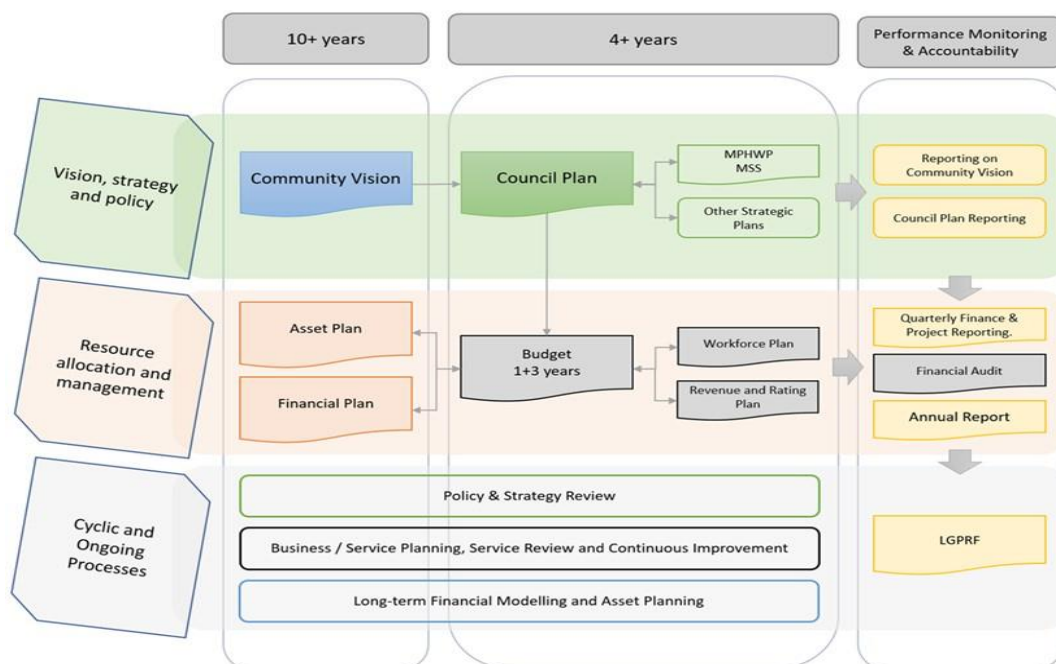 10+ years
4+ years
Performance Monitoring
& Accountability
Vision, strategy
and policy
Community Vision
Council Plan
MPHWP
MSS
Other Strategic
Plans
Reporting on
Community Vision
Council Plan Reporting
Resource
allocation and
management
Asset Plan
Financial Plan
Budget
1+3 years
Workforce Plan
Revenue and Rating
Plan
Quarterly Finance &
Project Reporting.
Financial Audit
Annual Report
Cyclic and
Ongoing
Processes
Policy & Strategy Review
Business / Service Planning, Service Review and Continuous Improvement
Long-term Financial Modelling and Asset Planning
LGPRF